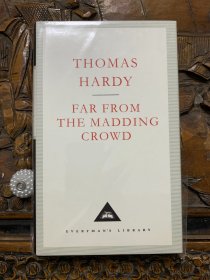 THOMAS
HARDY
FAR FROM
THE MADDING
CROWD
EVERYMAN'S LIBRARY